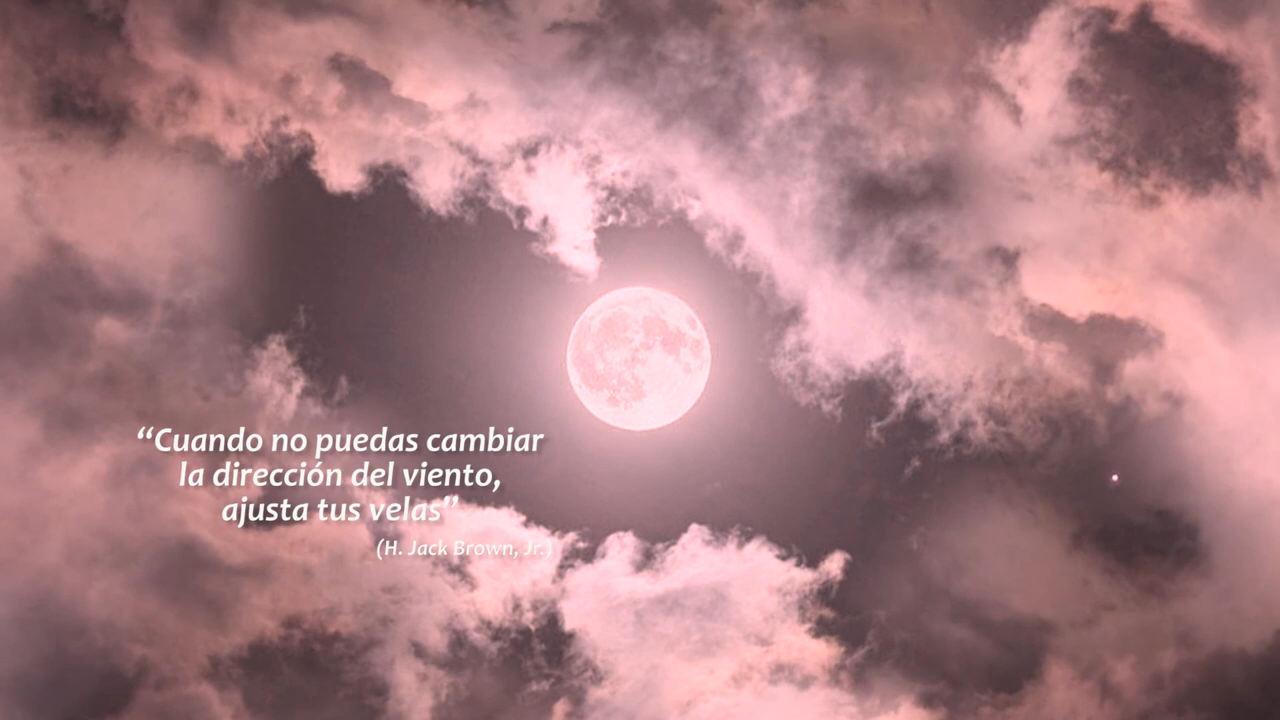 “Cuando no puedas cambiar
la dirección del viento,
ajusta tus velas”
(H. Jack Brown, Jr.)